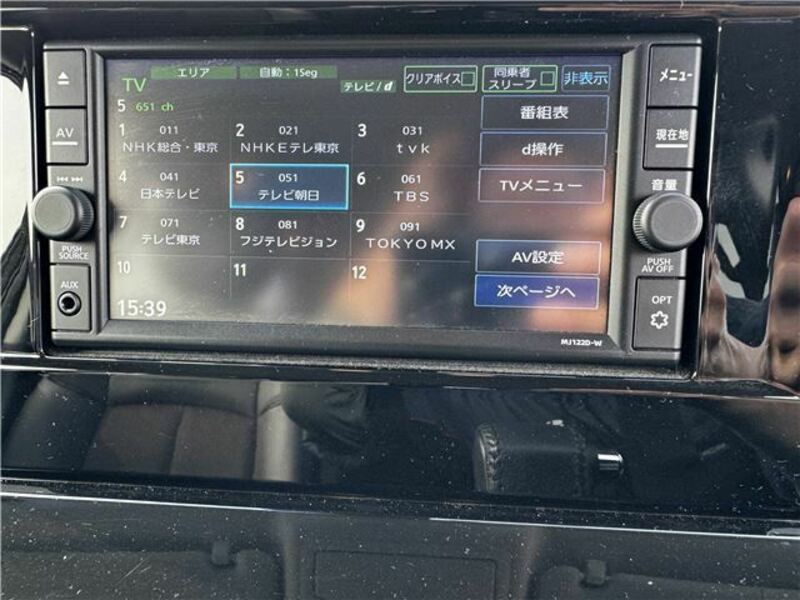 TV
エリア
自動：1Seg
テレビ/d
クリアボイス
同乗者
スリープ
非表示
メニュー
5 651 ch
番組表
1 011
NHK総合・東京
2 021
NHKEテレ東京
3 031
tvk
d操作
AV
現在地
4 041
日本テレビ
5 051
テレビ朝日
6 061
TBS
TVメニュー
音量
7 071
テレビ東京
8 081
フジテレビジョン
9 091
TOKYOMX
PUSH
SOURCE
AV設定
PUSH
AV OFF
10
11
12
次ページへ
AUX
15:39
OPT
MJ122D-W